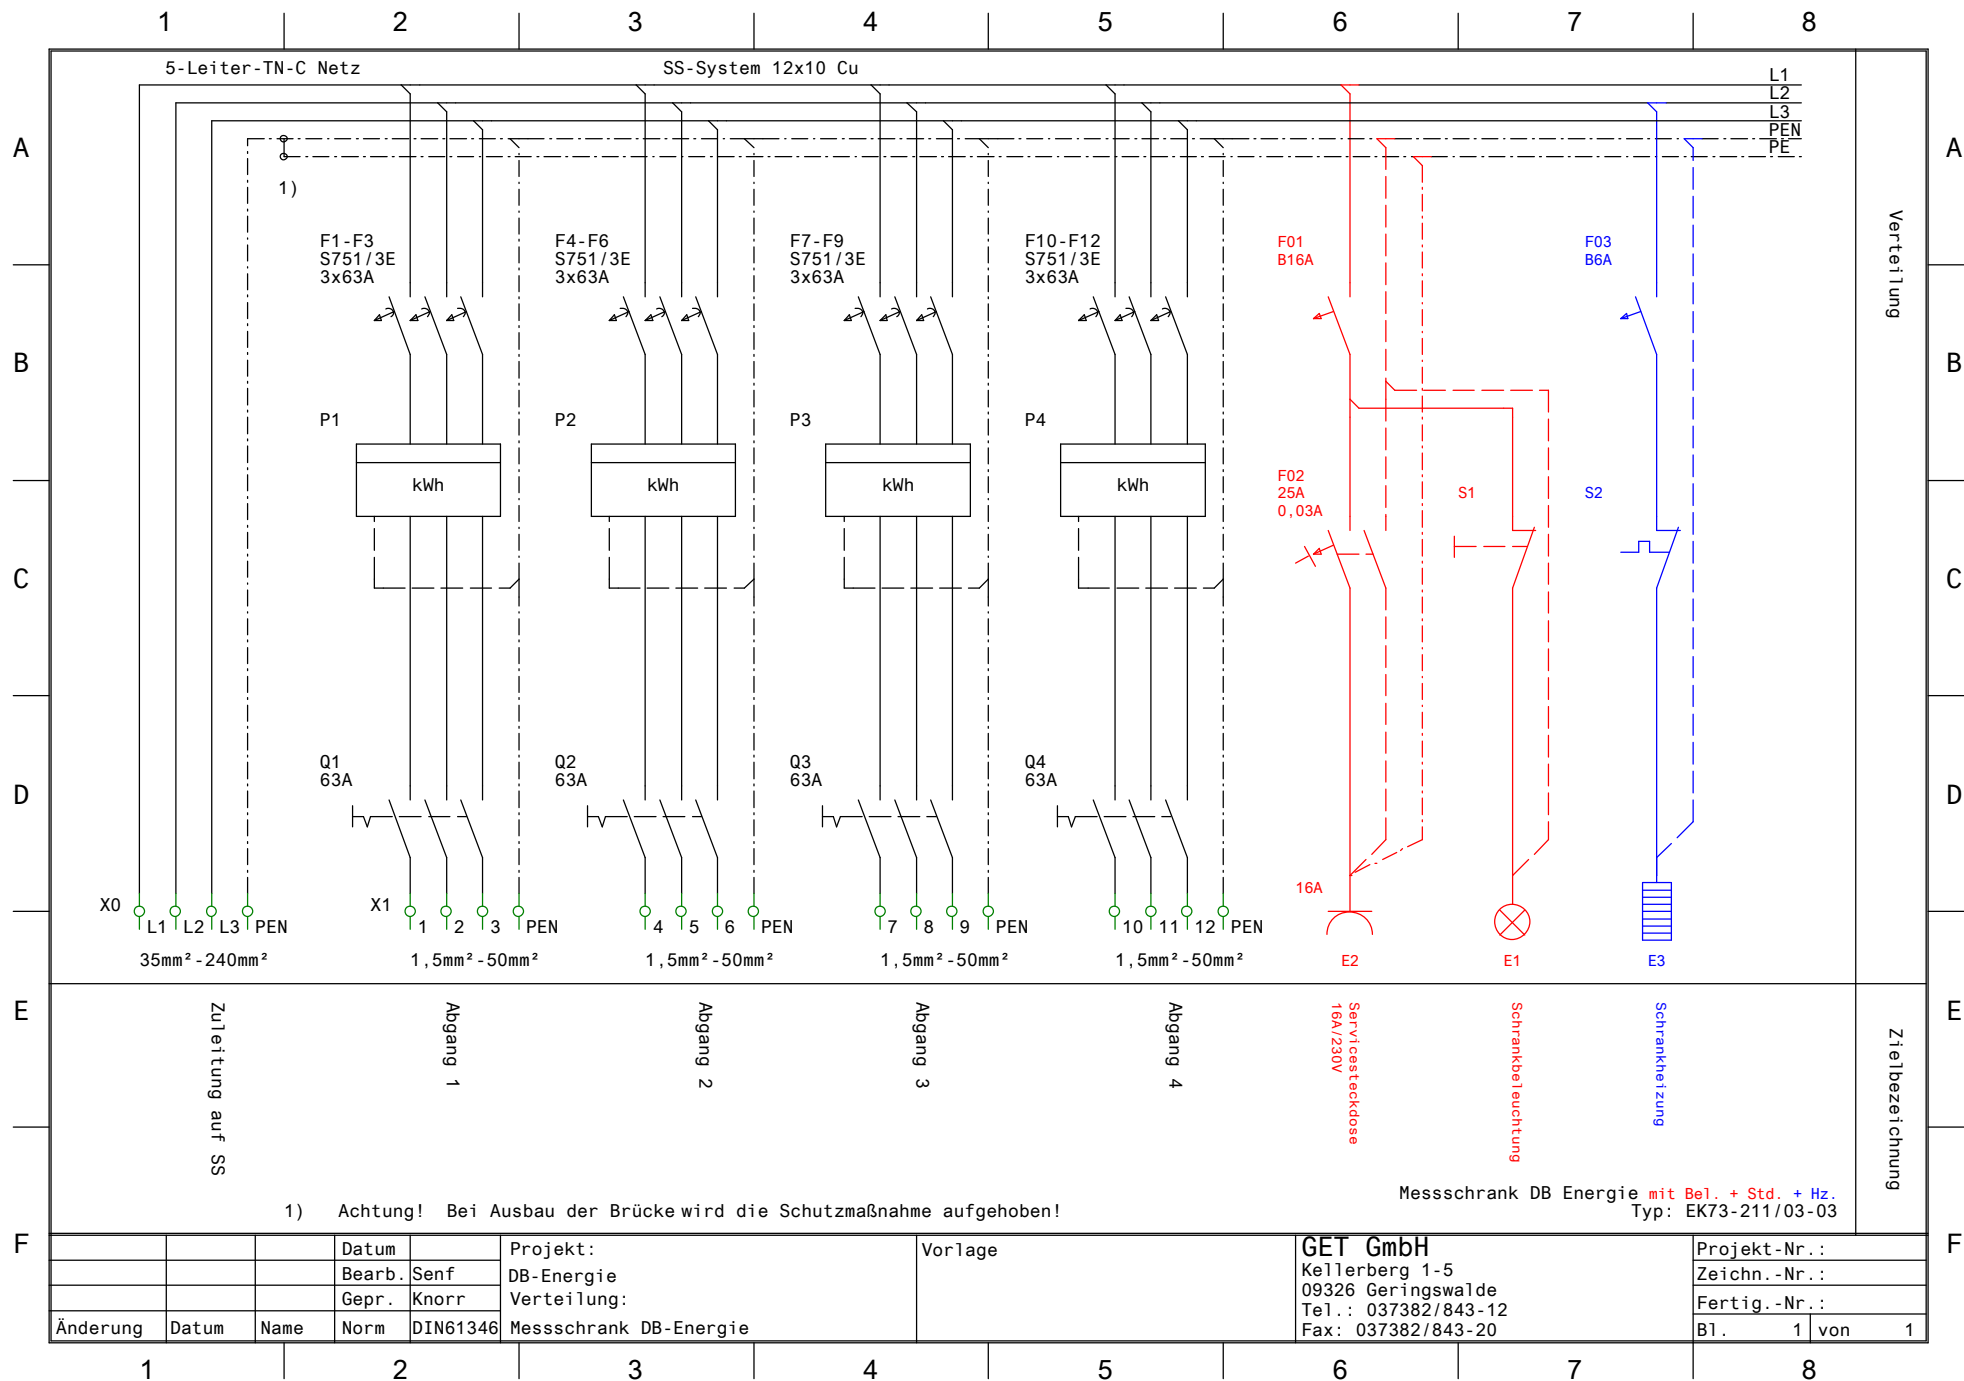 1 2 3 4 5 6 7 8
5-Leiter-TN-C Netz
SS-System 12x10 Cu
L1
L2
L3
PEN
PE
A A
1)
Verteilung
F1-F3
S751/3E
3x63A
F4-F6
S751/3E
3x63A
F7-F9
S751/3E
3x63A
F10-F12
S751/3E
3x63A
F01
B16A
F03
B6A
B B
P1
kWh
P2
kWh
P3
kWh
P4
kWh
F02
25A
0,03A
S1
S2
C C
Q1
63A
Q2
63A
Q3
63A
Q4
63A
D D
16A
X0
L1 L2 L3 PEN
X1
1 2 3 PEN
4 5 6 PEN
7 8 9 PEN
10 11 12 PEN
35mm²-240mm²
1,5mm²-50mm²
1,5mm²-50mm²
1,5mm²-50mm²
1,5mm²-50mm²
E2
E1
E3
E E
Zuleitung auf SS
Abgang 1
Abgang 2
Abgang 3
Abgang 4
Servicesteckdose
16A/230V
Schrankbeleuchtung
Schrankheizung
Zielbezeichnung
Messschrank DB Energie mit Bel. + Std. + Hz.
Typ: EK73-211/03-03
1) Achtung! Bei Ausbau der Brücke wird die Schutzmaßnahme aufgehoben!
F F
Datum
Bearb. Senf
Gepr. Knorr
Änderung Datum Name Norm DIN61346
Projekt:
DB-Energie
Verteilung:
Messschrank DB-Energie
Vorlage
GET GmbH
Kellerberg 1-5
09326 Geringswalde
Tel.: 037382/843-12
Fax: 037382/843-20
Projekt-Nr.:
Zeichn.-Nr.:
Fertig.-Nr.:
Bl. 1 von 1
1 2 3 4 5 6 7 8